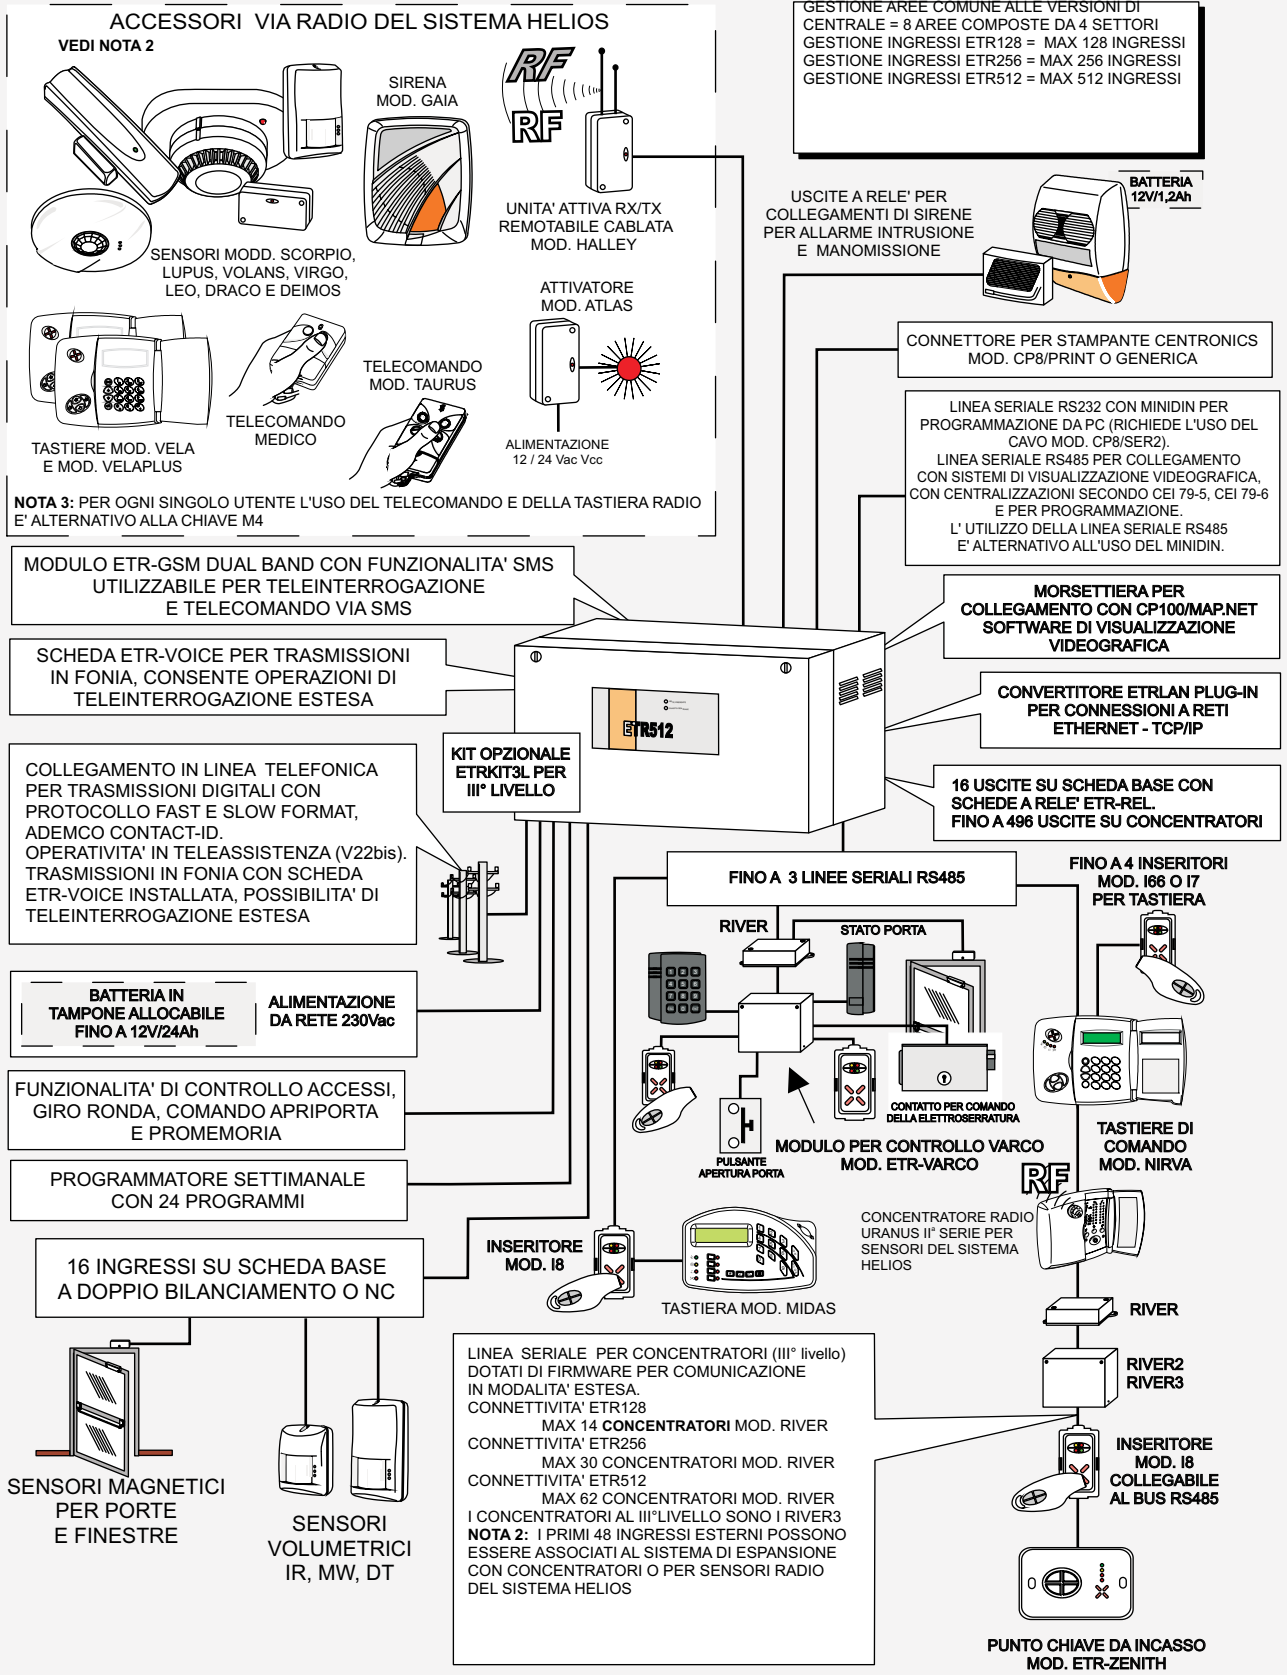 ACCESSORI VIA RADIO DEL SISTEMA HELIOS
VEDI NOTA 2
SIRENA
MOD. GAIA
RF
RF
UNITA' ATTIVA RX/TX
REMOTABILE CABLATA
MOD. HALLEY
SENSORI MODD. SCORPIO,
LUPUS, VOLANS, VIRGO,
LEO, DRACO E DEIMOS
ATTIVATORE
MOD. ATLAS
TELECOMANDO
MOD. TAURUS
TELECOMANDO
MEDICO
TASTIERE MOD. VELA
E MOD. VELAPLUS
ALIMENTAZIONE
12 / 24 Vac Vcc
NOTA 3: PER OGNI SINGOLO UTENTE L'USO DEL TELECOMANDO E DELLA TASTIERA RADIO
E' ALTERNATIVO ALLA CHIAVE M4
GESTIONE AREE COMUNE ALLE VERSIONI DI
CENTRALE = 8 AREE COMPOSTE DA 4 SETTORI
GESTIONE INGRESSI ETR128 = MAX 128 INGRESSI
GESTIONE INGRESSI ETR256 = MAX 256 INGRESSI
GESTIONE INGRESSI ETR512 = MAX 512 INGRESSI
BATTERIA
12V/1,2Ah
USCITE A RELE' PER
COLLEGAMENTI DI SIRENE
PER ALLARME INTRUSIONE
E MANOMISSIONE
CONNETTORE PER STAMPANTE CENTRONICS
MOD. CP8/PRINT O GENERICA
LINEA SERIALE RS232 CON MINIDIN PER
PROGRAMMAZIONE DA PC (RICHIEDE L'USO DEL
CAVO MOD. CP8/SER2).
LINEA SERIALE RS485 PER COLLEGAMENTO
CON SISTEMI DI VISUALIZZAZIONE VIDEOGRAFICA,
CON CENTRALIZZAZIONI SECONDO CEI 79-5, CEI 79-6
E PER PROGRAMMAZIONE.
L' UTILIZZO DELLA LINEA SERIALE RS485
E' ALTERNATIVO ALL'USO DEL MINIDIN.
MODULO ETR-GSM DUAL BAND CON FUNZIONALITA' SMS
UTILIZZABILE PER TELEINTERROGAZIONE
E TELECOMANDO VIA SMS
MORSETTIERA PER
COLLEGAMENTO CON CP100/MAP.NET
SOFTWARE DI VISUALIZZAZIONE
VIDEOGRAFICA
SCHEDA ETR-VOICE PER TRASMISSIONI
IN FONIA, CONSENTE OPERAZIONI DI
TELEINTERROGAZIONE ESTESA
CONVERTITORE ETRLAN PLUG-IN
PER CONNESSIONI A RETI
ETHERNET - TCP/IP
ETR512
KIT OPZIONALE
ETRKIT3L PER
III° LIVELLO
COLLEGAMENTO IN LINEA TELEFONICA
PER TRASMISSIONI DIGITALI CON
PROTOCOLLO FAST E SLOW FORMAT,
ADEMCO CONTACT-ID.
OPERATIVITA' IN TELEASSISTENZA (V22bis).
TRASMISSIONI IN FONIA CON SCHEDA
ETR-VOICE INSTALLATA, POSSIBILITA' DI
TELEINTERROGAZIONE ESTESA
16 USCITE SU SCHEDA BASE CON
SCHEDE A RELE' ETR-REL.
FINO A 496 USCITE SU CONCENTRATORI
FINO A 3 LINEE SERIALI RS485
FINO A 4 INSERITORI
MOD. I66 O I7
PER TASTIERA
RIVER
STATO PORTA
BATTERIA IN
TAMPONE ALLOCABILE
FINO A 12V/24Ah
ALIMENTAZIONE
DA RETE 230Vac
FUNZIONALITA' DI CONTROLLO ACCESSI,
GIRO RONDA, COMANDO APRIPORTA
E PROMEMORIA
CONTATTO PER COMANDO
DELLA ELETTROSERRATURA
PULSANTE
APERTURA PORTA
MODULO PER CONTROLLO VARCO
MOD. ETR-VARCO
TASTIERE DI
COMANDO
MOD. NIRVA
PROGRAMMATORE SETTIMANALE
CON 24 PROGRAMMI
RF
CONCENTRATORE RADIO
URANUS II° SERIE PER
SENSORI DEL SISTEMA
HELIOS
16 INGRESSI SU SCHEDA BASE
A DOPPIO BILANCIAMENTO O NC
INSERITORE
MOD. I8
TASTIERA MOD. MIDAS
RIVER
RIVER2
RIVER3
LINEA SERIALE PER CONCENTRATORI (III° livello)
DOTATI DI FIRMWARE PER COMUNICAZIONE
IN MODALITA' ESTESA.
CONNETTIVITA' ETR128
MAX 14 CONCENTRATORI MOD. RIVER
CONNETTIVITA' ETR256
MAX 30 CONCENTRATORI MOD. RIVER
CONNETTIVITA' ETR512
MAX 62 CONCENTRATORI MOD. RIVER
I CONCENTRATORI AL III°LIVELLO SONO I RIVER3
NOTA 2: I PRIMI 48 INGRESSI ESTERNI POSSONO
ESSERE ASSOCIATI AL SISTEMA DI ESPANSIONE
CON CONCENTRATORI O PER SENSORI RADIO
DEL SISTEMA HELIOS
INSERITORE
MOD. I8
COLLEGABILE
AL BUS RS485
SENSORI MAGNETICI
PER PORTE
E FINESTRE
SENSORI
VOLUMETRICI
IR, MW, DT
PUNTO CHIAVE DA INCASSO
MOD. ETR-ZENITH